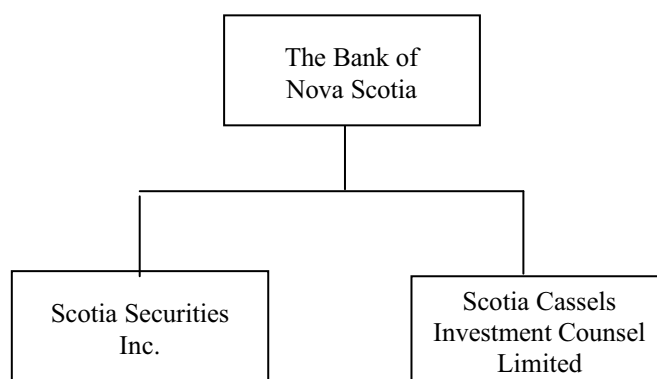 The Bank of
Nova Scotia
Scotia Securities
Inc.
Scotia Cassels
Investment Counsel
Limited